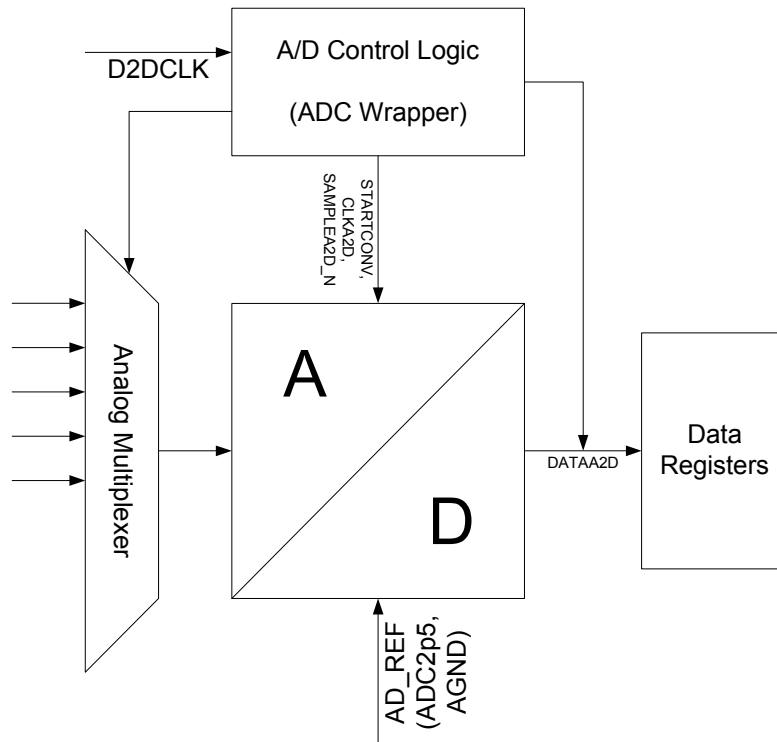 A/D Control Logic
(ADC Wrapper)
D2DCLK
STARTCONV,
CLKA2D,
SAMPLEA2D_N
Analog Multiplexer
A
D
DATAA2D
Data
Registers
AD_REF
(ADC2p5,
AGND)